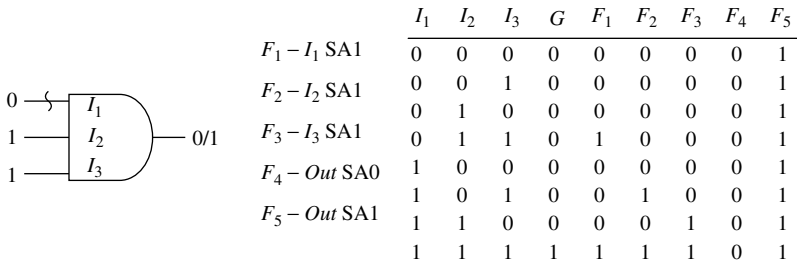 I1 I2 I3 G F1 F2 F3 F4 F5
F1 – I1 SA1
F2 – I2 SA1
F3 – I3 SA1
F4 – Out SA0
F5 – Out SA1
0 I1
1 I2 0/1
1 I3
0 0 0 0 0 0 0 0 1
0 0 1 0 0 0 0 0 1
0 1 0 0 0 0 0 0 1
0 1 1 0 1 0 0 0 1
1 0 0 0 0 0 0 0 1
1 0 1 0 0 1 0 0 1
1 1 0 0 0 0 1 0 1
1 1 1 1 1 1 1 0 1